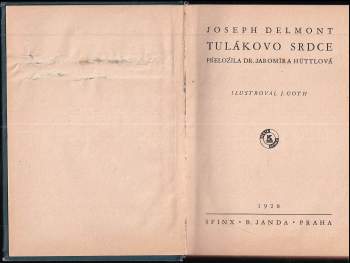 JOSEPH DELMONT
TULÁKOVO SRDCE
PŘELOŽILA DR. JAROMÍRA HÜTTLOVÁ
ILUSTROVAL J. GOTH
1928
SFINX • B. JANDA • PRAHA